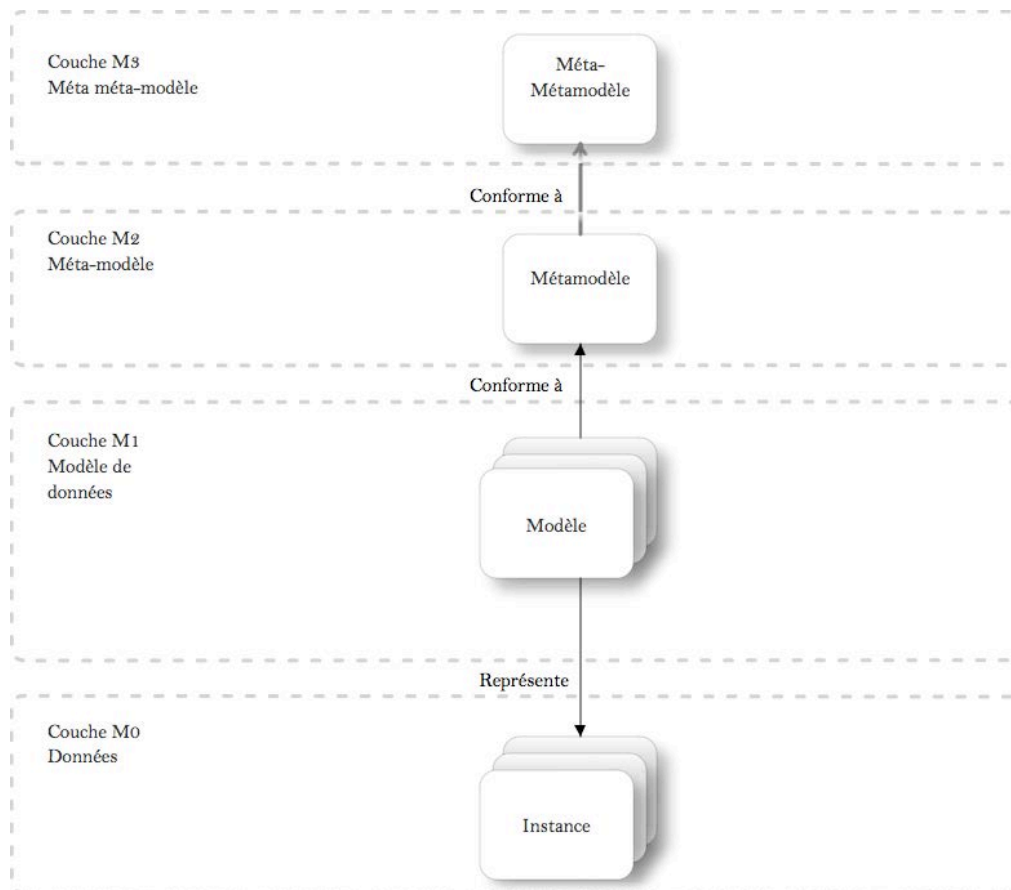 Couche M3
Méta méta-modèle
Méta-
Métamodèle
Conforme à
Couche M2
Méta-modèle
Métamodèle
Conforme à
Couche M1
Modèle de
données
Modèle
Représente
Couche M0
Données
Instance